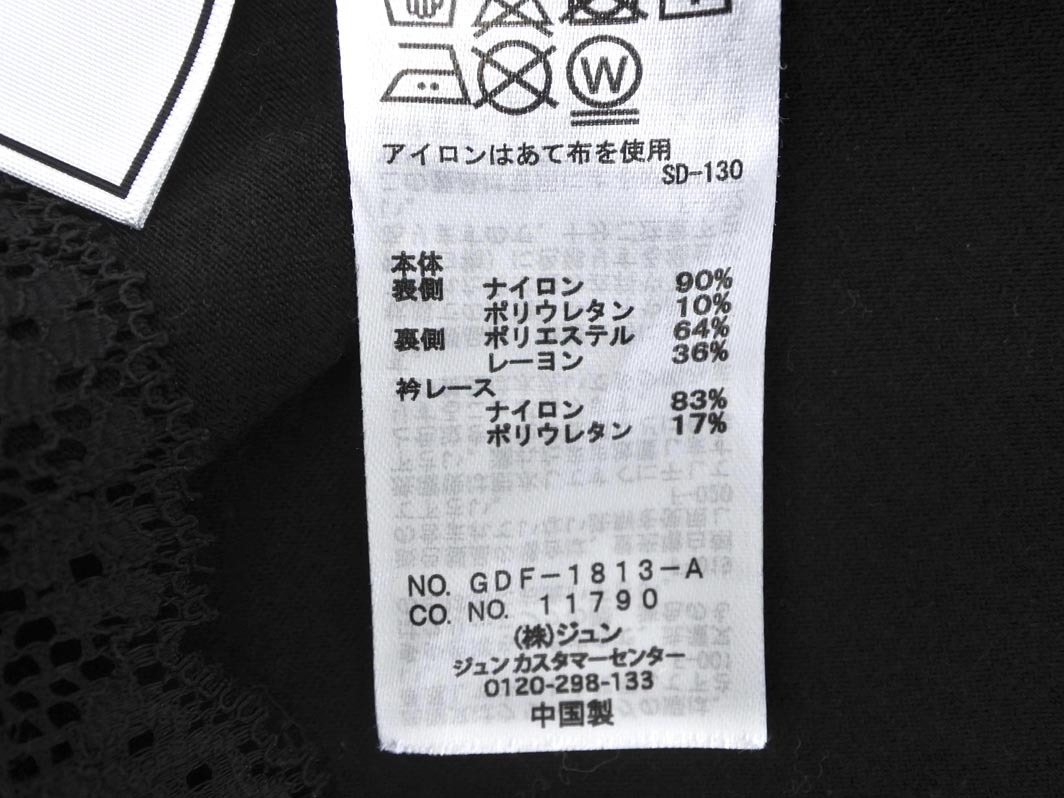 W
アイロンはあて布を使用
SD-130
本体
表側 ナイロン 90%
ポリウレタン 10%
裏側 ポリエステル 64%
レーヨン 36%
衿レース
ナイロン 83%
ポリウレタン 17%
NO. GDF-1813-A
CO. NO. 11790
(株)ジュン
ジュンカスタマーセンター
0120-298-133
中国製